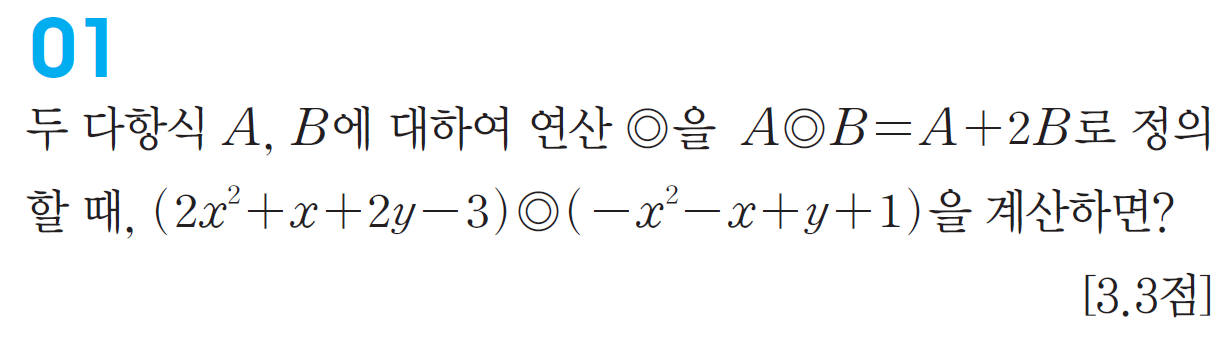 01
두 다항식 A, B에 대하여 연산 ◎을 A◎B=A+2B로 정의
할 때, (2x²+x+2y-3)◎(-x²-x+y+1)을 계산하면?
[3.3점]